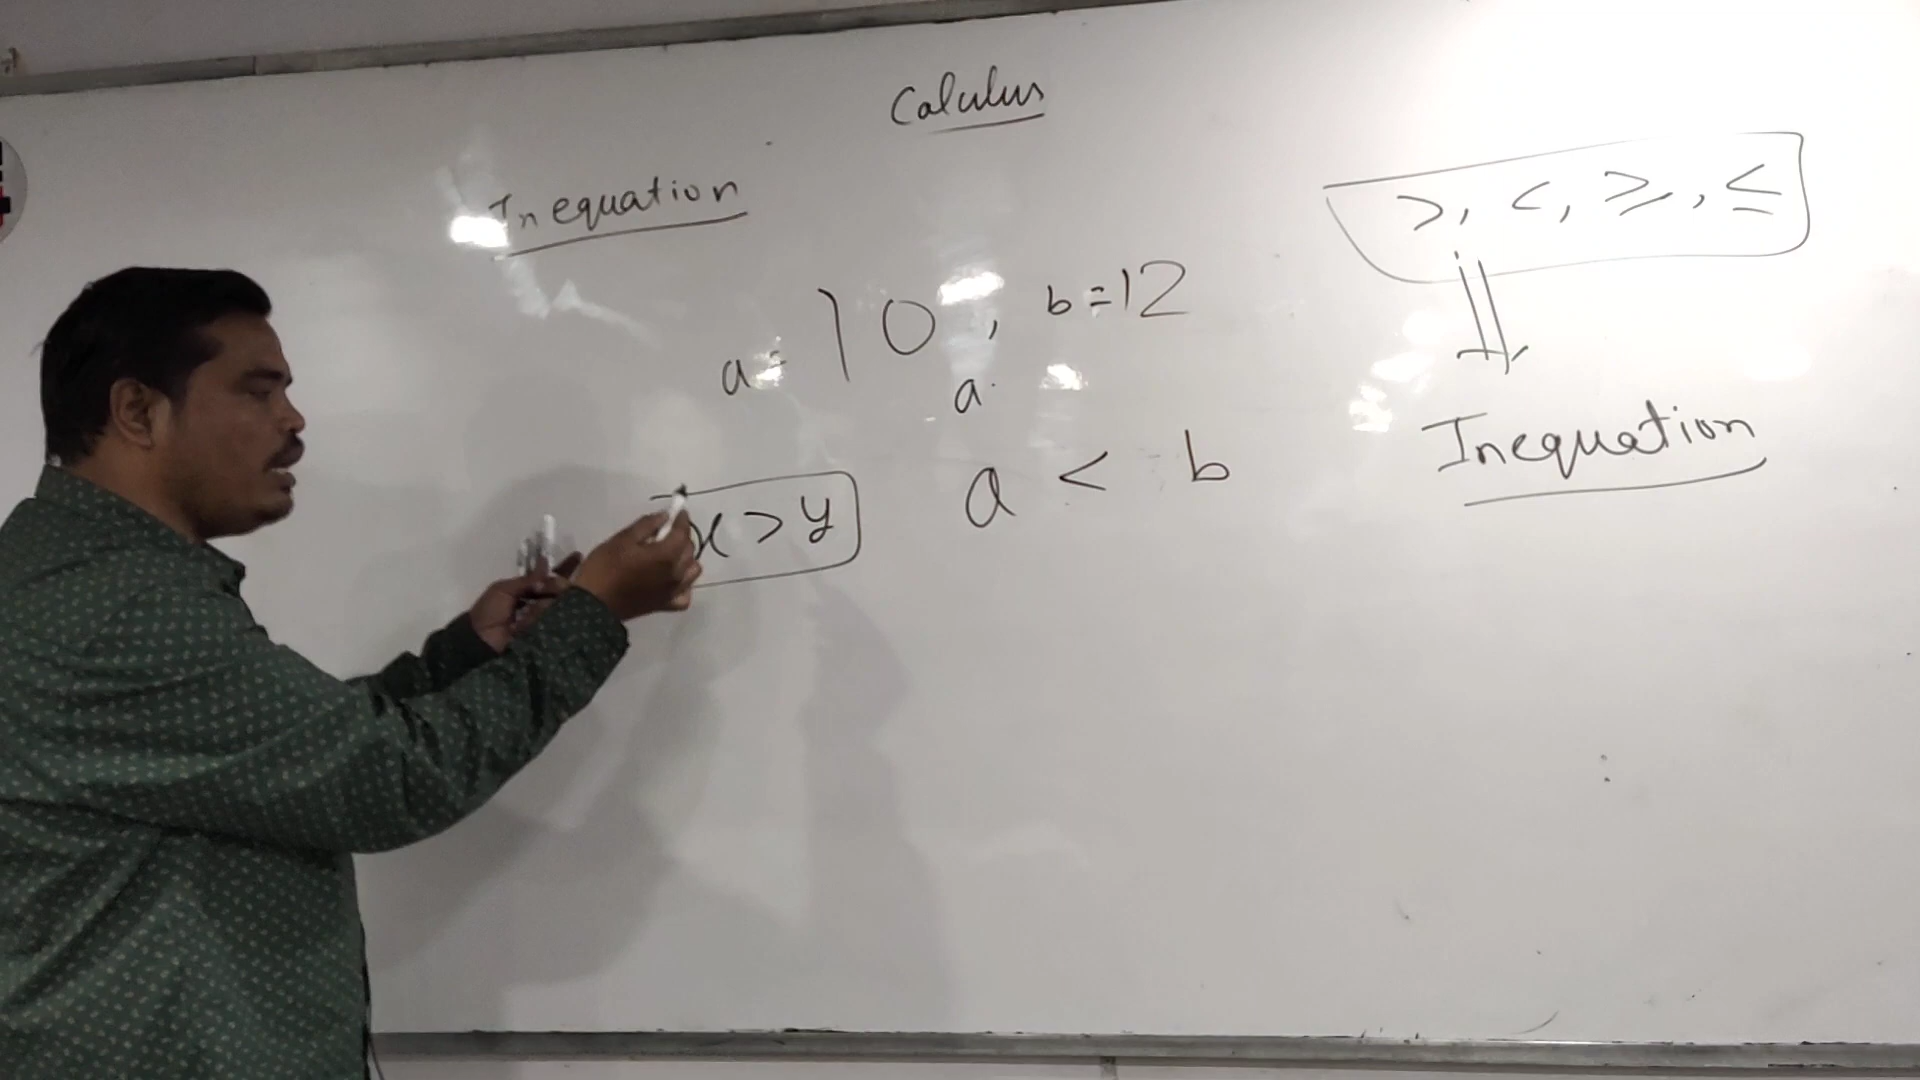 Calulus
Inequation
>, <, ≥, ≤
a = 10, b = 12
a
a < b
x > y
Inequation